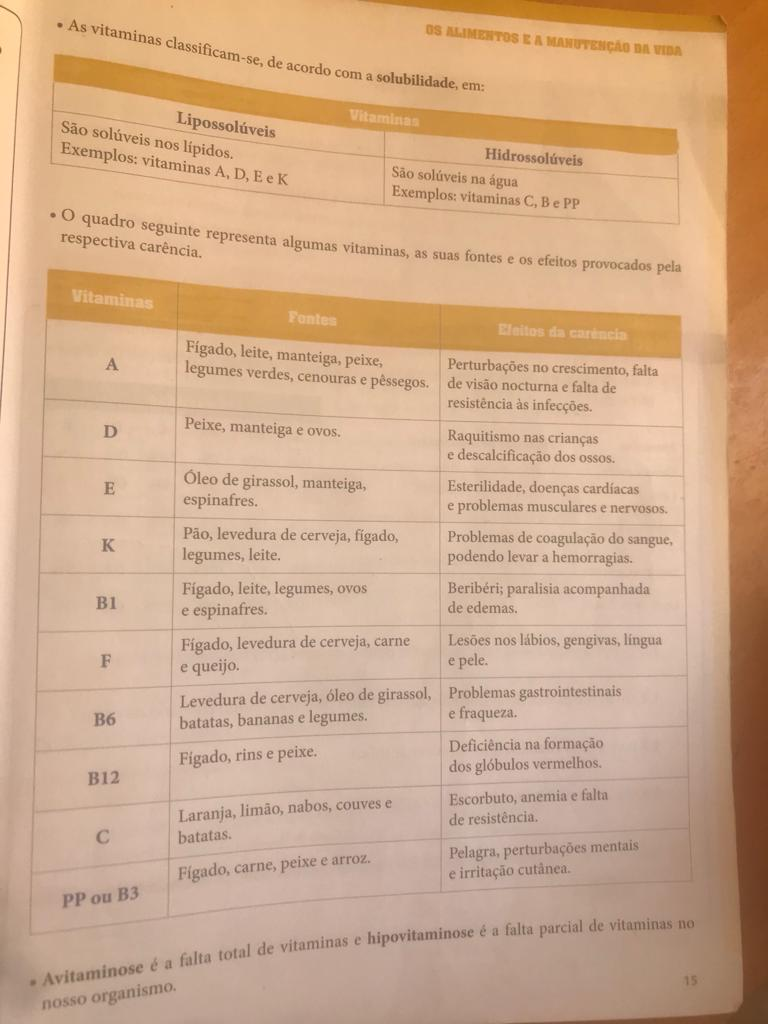 OS ALIMENTOS E A MANUTENÇÃO DA VIDA
• As vitaminas classificam-se, de acordo com a solubilidade, em:
Vitaminas
Lipossolúveis
São solúveis nos lípidos.
Exemplos: vitaminas A, D, E e K
Hidrossolúveis
São solúveis na água
Exemplos: vitaminas C, B e PP
• O quadro seguinte representa algumas vitaminas, as suas fontes e os efeitos provocados pela
respectiva carência.
Vitaminas
Fontes
Efeitos da carência
A
Fígado, leite, manteiga, peixe,
legumes verdes, cenouras e pêssegos.
Perturbações no crescimento, falta
de visão nocturna e falta de
resistência às infecções.
D
Peixe, manteiga e ovos.
Raquitismo nas crianças
e descalcificação dos ossos.
E
Óleo de girassol, manteiga,
espinafres.
Esterilidade, doenças cardíacas
e problemas musculares e nervosos.
K
Pão, levedura de cerveja, fígado,
legumes, leite.
Problemas de coagulação do sangue,
podendo levar a hemorragias.
B1
Fígado, leite, legumes, ovos
e espinafres.
Beribéri; paralisia acompanhada
de edemas.
F
Fígado, levedura de cerveja, carne
e queijo.
Lesões nos lábios, gengivas, língua
e pele.
B6
Levedura de cerveja, óleo de girassol,
batatas, bananas e legumes.
Problemas gastrointestinais
e fraqueza.
B12
Fígado, rins e peixe.
Deficiência na formação
dos glóbulos vermelhos.
C
Laranja, limão, nabos, couves e
batatas.
Escorbuto, anemia e falta
de resistência.
PP ou B3
Fígado, carne, peixe e arroz.
Pelagra, perturbações mentais
e irritação cutânea.
• Avitaminose é a falta total de vitaminas e hipovitaminose é a falta parcial de vitaminas no
nosso organismo.
15